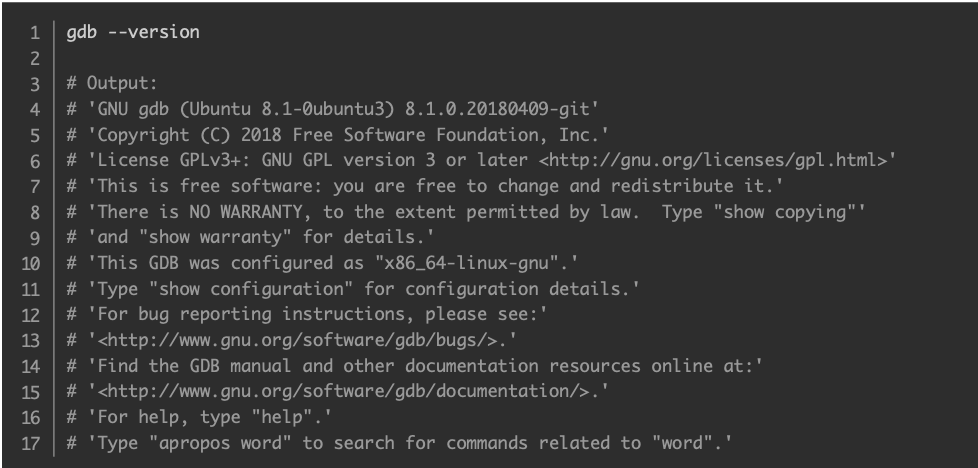 1 gdb --version
2
3 # Output:
4 # 'GNU gdb (Ubuntu 8.1-0ubuntu3) 8.1.0.20180409-git'
5 # 'Copyright (C) 2018 Free Software Foundation, Inc.'
6 # 'License GPLv3+: GNU GPL version 3 or later <http://gnu.org/licenses/gpl.html>'
7 # 'This is free software: you are free to change and redistribute it.'
8 # 'There is NO WARRANTY, to the extent permitted by law.  Type "show copying"'
9 # 'and "show warranty" for details.'
10 # 'This GDB was configured as "x86_64-linux-gnu".'
11 # 'Type "show configuration" for configuration details.'
12 # 'For bug reporting instructions, please see:'
13 # '<http://www.gnu.org/software/gdb/bugs/>.'
14 # 'Find the GDB manual and other documentation resources online at:'
15 # '<http://www.gnu.org/software/gdb/documentation/>.'
16 # 'For help, type "help".'
17 # 'Type "apropos word" to search for commands related to "word".'